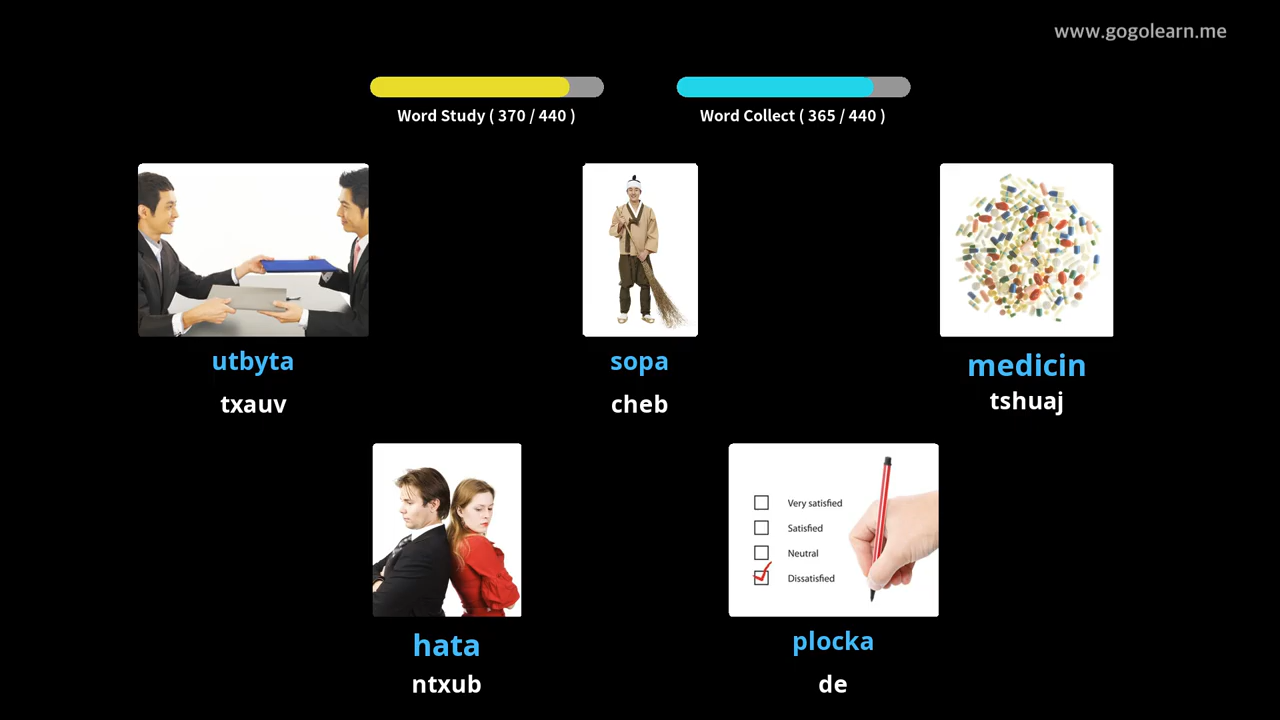 www.gogolearn.me
Word Study ( 370 / 440 )
Word Collect ( 365 / 440 )
utbyta
txauv
sopa
cheb
medicin
tshuaj
Very satisfied
Satisfied
Neutral
Dissatisfied
hata
ntxub
plocka
de